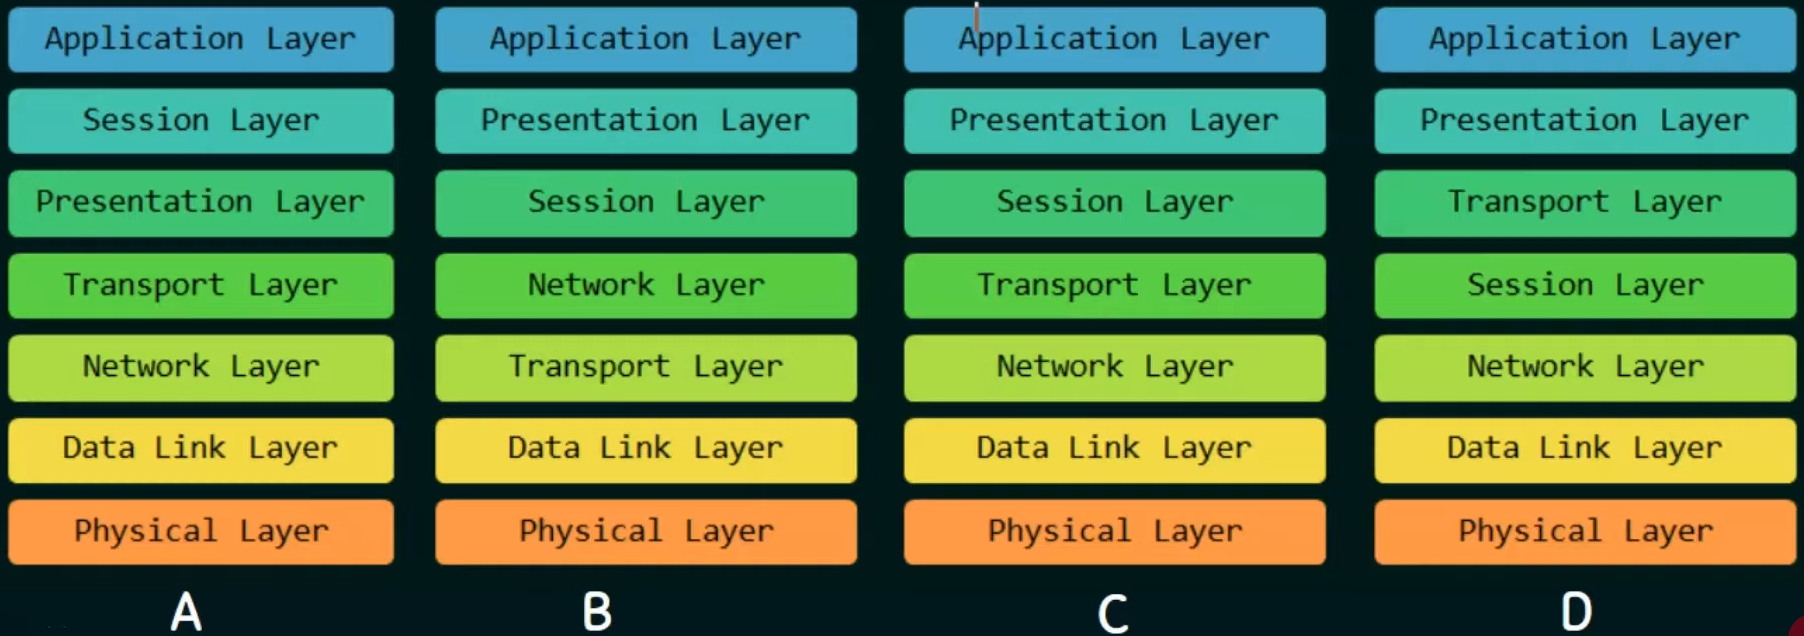 Application Layer
Session Layer
Presentation Layer
Transport Layer
Network Layer
Data Link Layer
Physical Layer
A
Application Layer
Presentation Layer
Session Layer
Network Layer
Transport Layer
Data Link Layer
Physical Layer
B
Application Layer
Presentation Layer
Session Layer
Transport Layer
Network Layer
Data Link Layer
Physical Layer
C
Application Layer
Presentation Layer
Transport Layer
Session Layer
Network Layer
Data Link Layer
Physical Layer
D